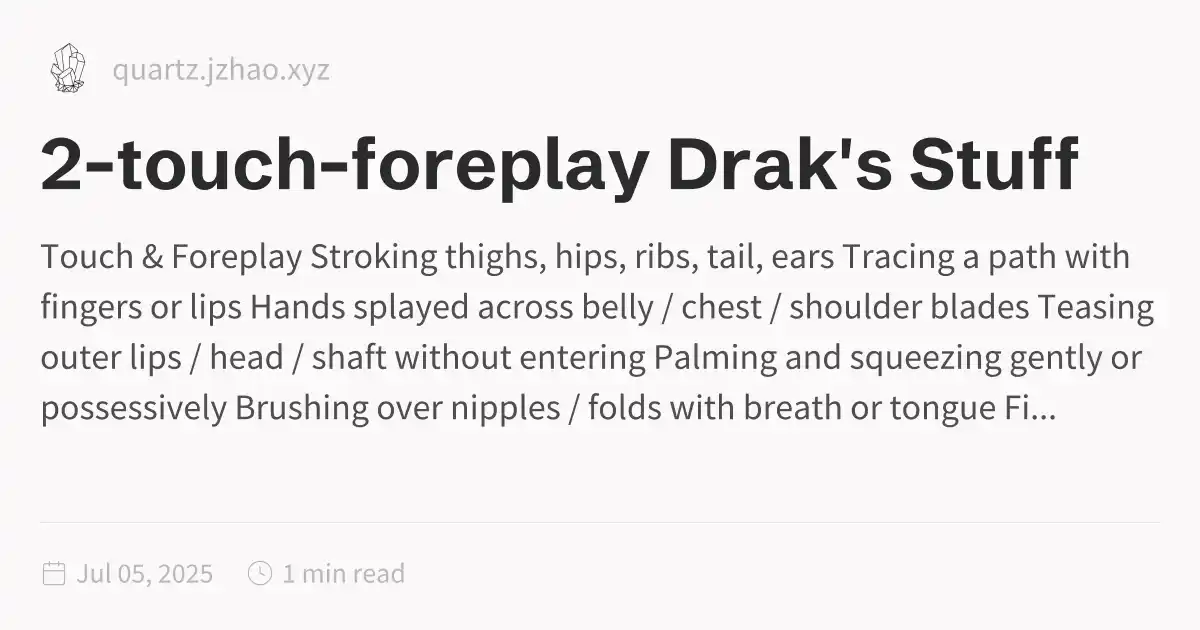 quartz.jzhao.xyz
2-touch-foreplay Drak's Stuff
Touch & Foreplay Stroking thighs, hips, ribs, tail, ears Tracing a path with
fingers or lips Hands splayed across belly / chest / shoulder blades Teasing
outer lips / head / shaft without entering Palming and squeezing gently or
possessively Brushing over nipples / folds with breath or tongue Fi...
Jul 05, 2025 1 min read